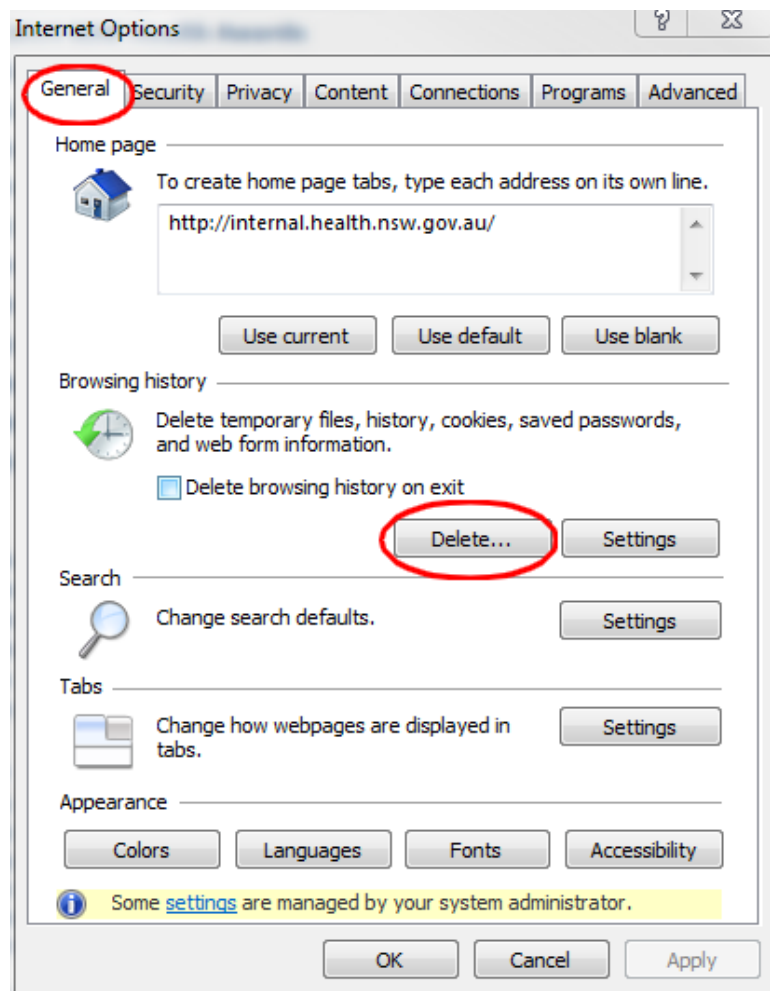 Internet Options
General Security Privacy Content Connections Programs Advanced
Home page
To create home page tabs, type each address on its own line.
http://internal.health.nsw.gov.au/
Use current Use default Use blank
Browsing history
Delete temporary files, history, cookies, saved passwords,
and web form information.
Delete browsing history on exit
Delete... Settings
Search
Change search defaults. Settings
Tabs
Change how webpages are displayed in
tabs.
Settings
Appearance
Colors Languages Fonts Accessibility
Some settings are managed by your system administrator.
OK Cancel Apply